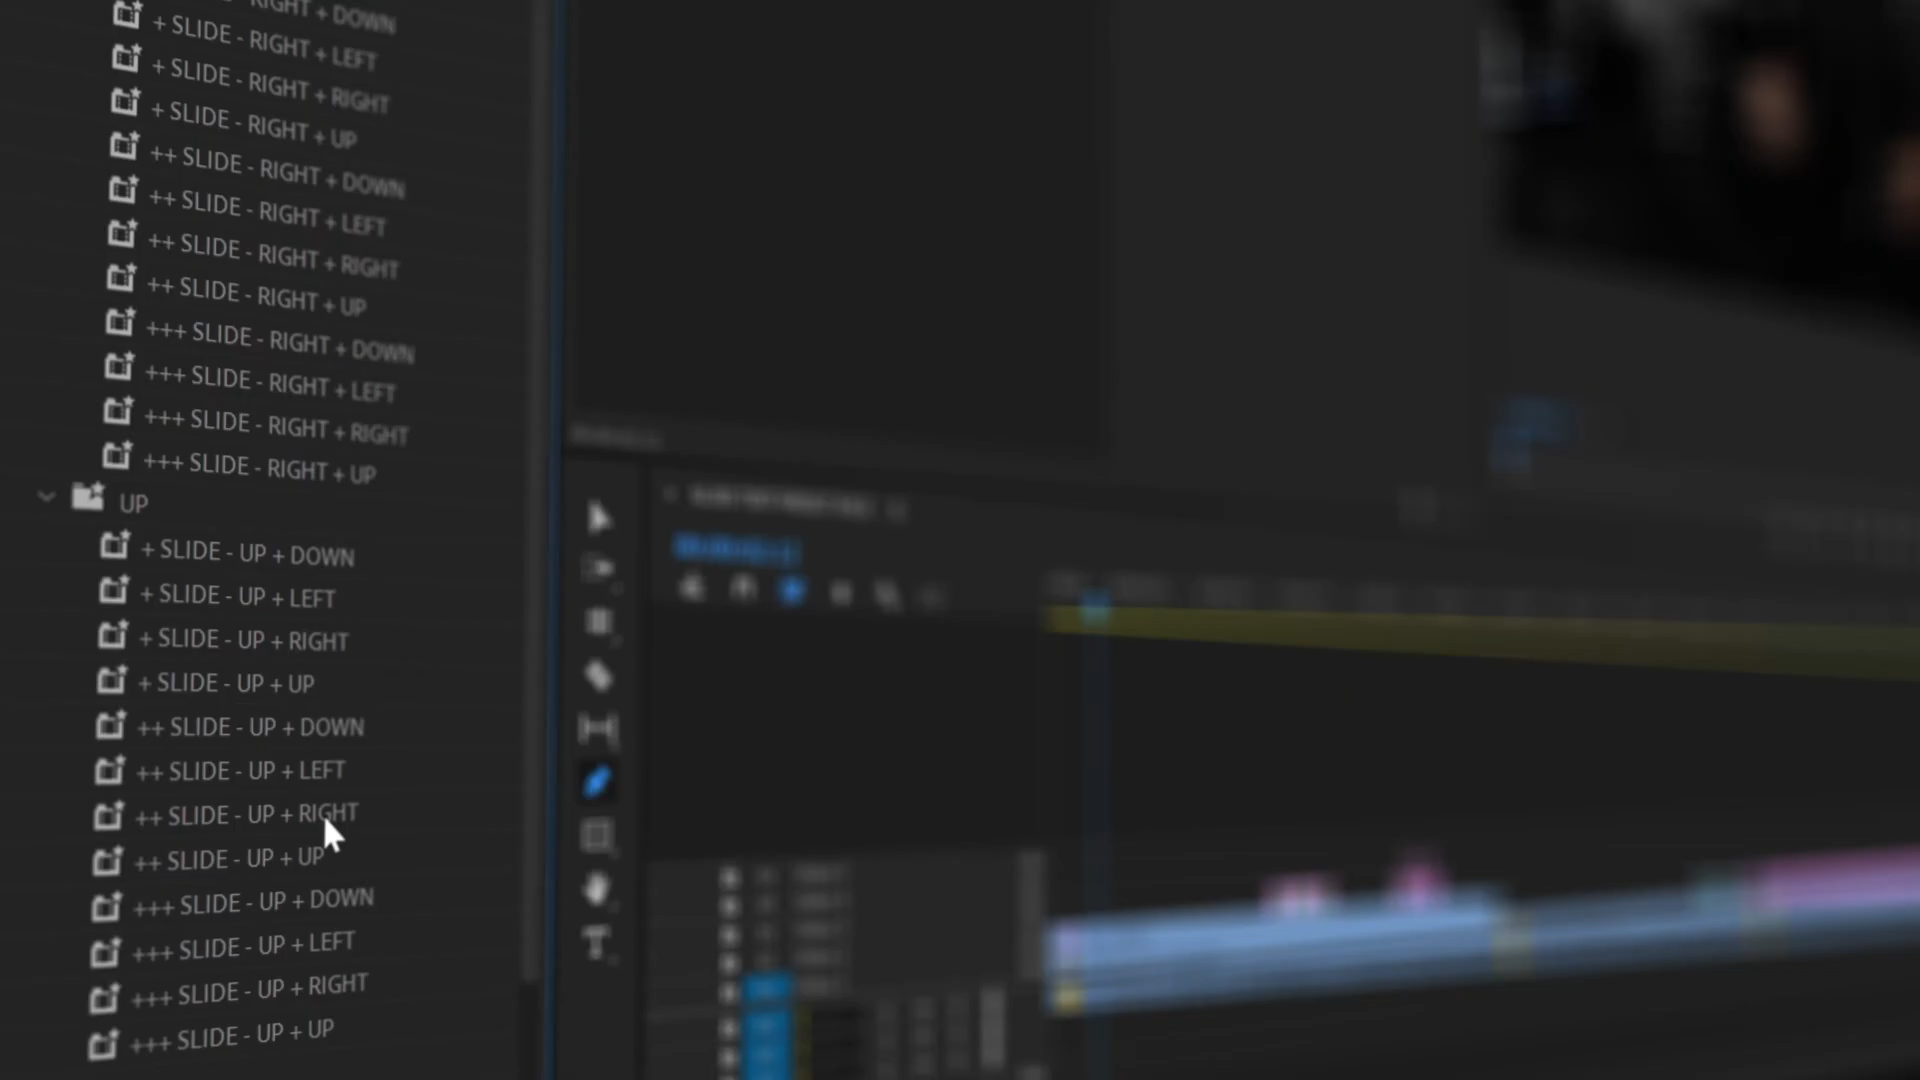 RIGHT + DOWN
+ SLIDE - RIGHT + LEFT
+ SLIDE - RIGHT + RIGHT
+ SLIDE - RIGHT + UP
++ SLIDE - RIGHT + DOWN
++ SLIDE - RIGHT + LEFT
++ SLIDE - RIGHT + RIGHT
++ SLIDE - RIGHT + UP
+++ SLIDE - RIGHT + DOWN
+++ SLIDE - RIGHT + LEFT
+++ SLIDE - RIGHT + RIGHT
+++ SLIDE - RIGHT + UP
UP
+ SLIDE - UP + DOWN
+ SLIDE - UP + LEFT
+ SLIDE - UP + RIGHT
+ SLIDE - UP + UP
++ SLIDE - UP + DOWN
++ SLIDE - UP + LEFT
++ SLIDE - UP + RIGHT
++ SLIDE - UP + UP
+++ SLIDE - UP + DOWN
+++ SLIDE - UP + LEFT
+++ SLIDE - UP + RIGHT
+++ SLIDE - UP + UP